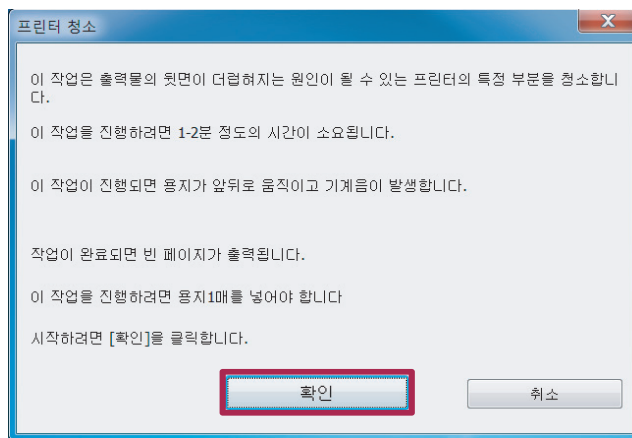 프린터 청소
이 작업은 출력물의 뒷면이 더럽혀지는 원인이 될 수 있는 프린터의 특정 부분을 청소합니
다.
이 작업을 진행하려면 1-2분 정도의 시간이 소요됩니다.
이 작업이 진행되면 용지가 앞뒤로 움직이고 기계음이 발생합니다.
작업이 완료되면 빈 페이지가 출력됩니다.
이 작업을 진행하려면 용지1매를 넣어야 합니다
시작하려면 [확인]을 클릭합니다.
확인
취소